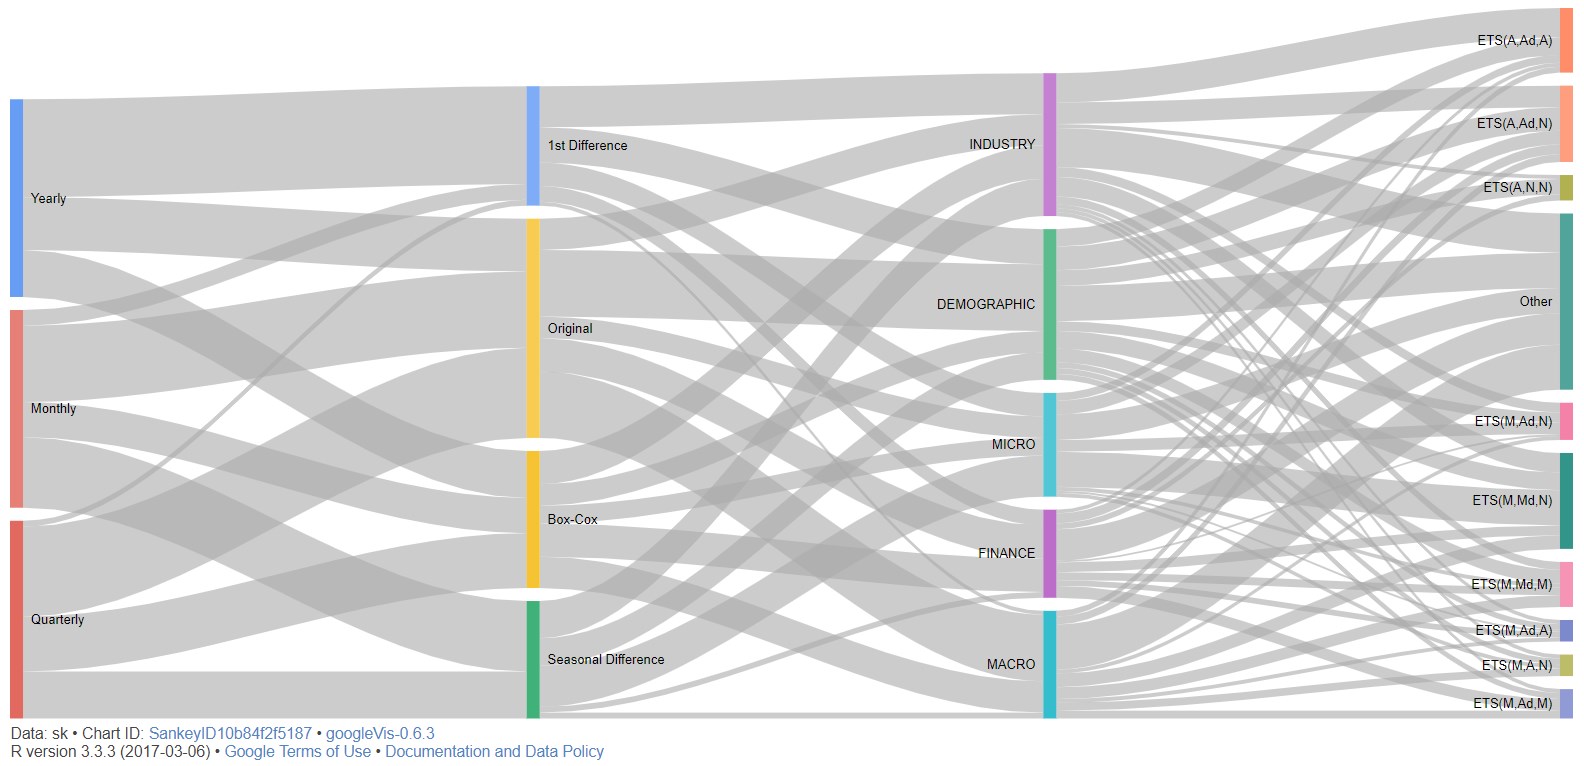 Yearly
Monthly
Quarterly
1st Difference
Original
Box-Cox
Seasonal Difference
INDUSTRY
DEMOGRAPHIC
MICRO
FINANCE
MACRO
ETS(A,Ad,A)
ETS(A,Ad,N)
ETS(A,N,N)
Other
ETS(M,Ad,N)
ETS(M,Md,N)
ETS(M,Md,M)
ETS(M,Ad,A)
ETS(M,A,N)
ETS(M,Ad,M)
Data: sk • Chart ID: SankeyID10b84f2f5187 • googleVis-0.6.3
R version 3.3.3 (2017-03-06) • Google Terms of Use • Documentation and Data Policy